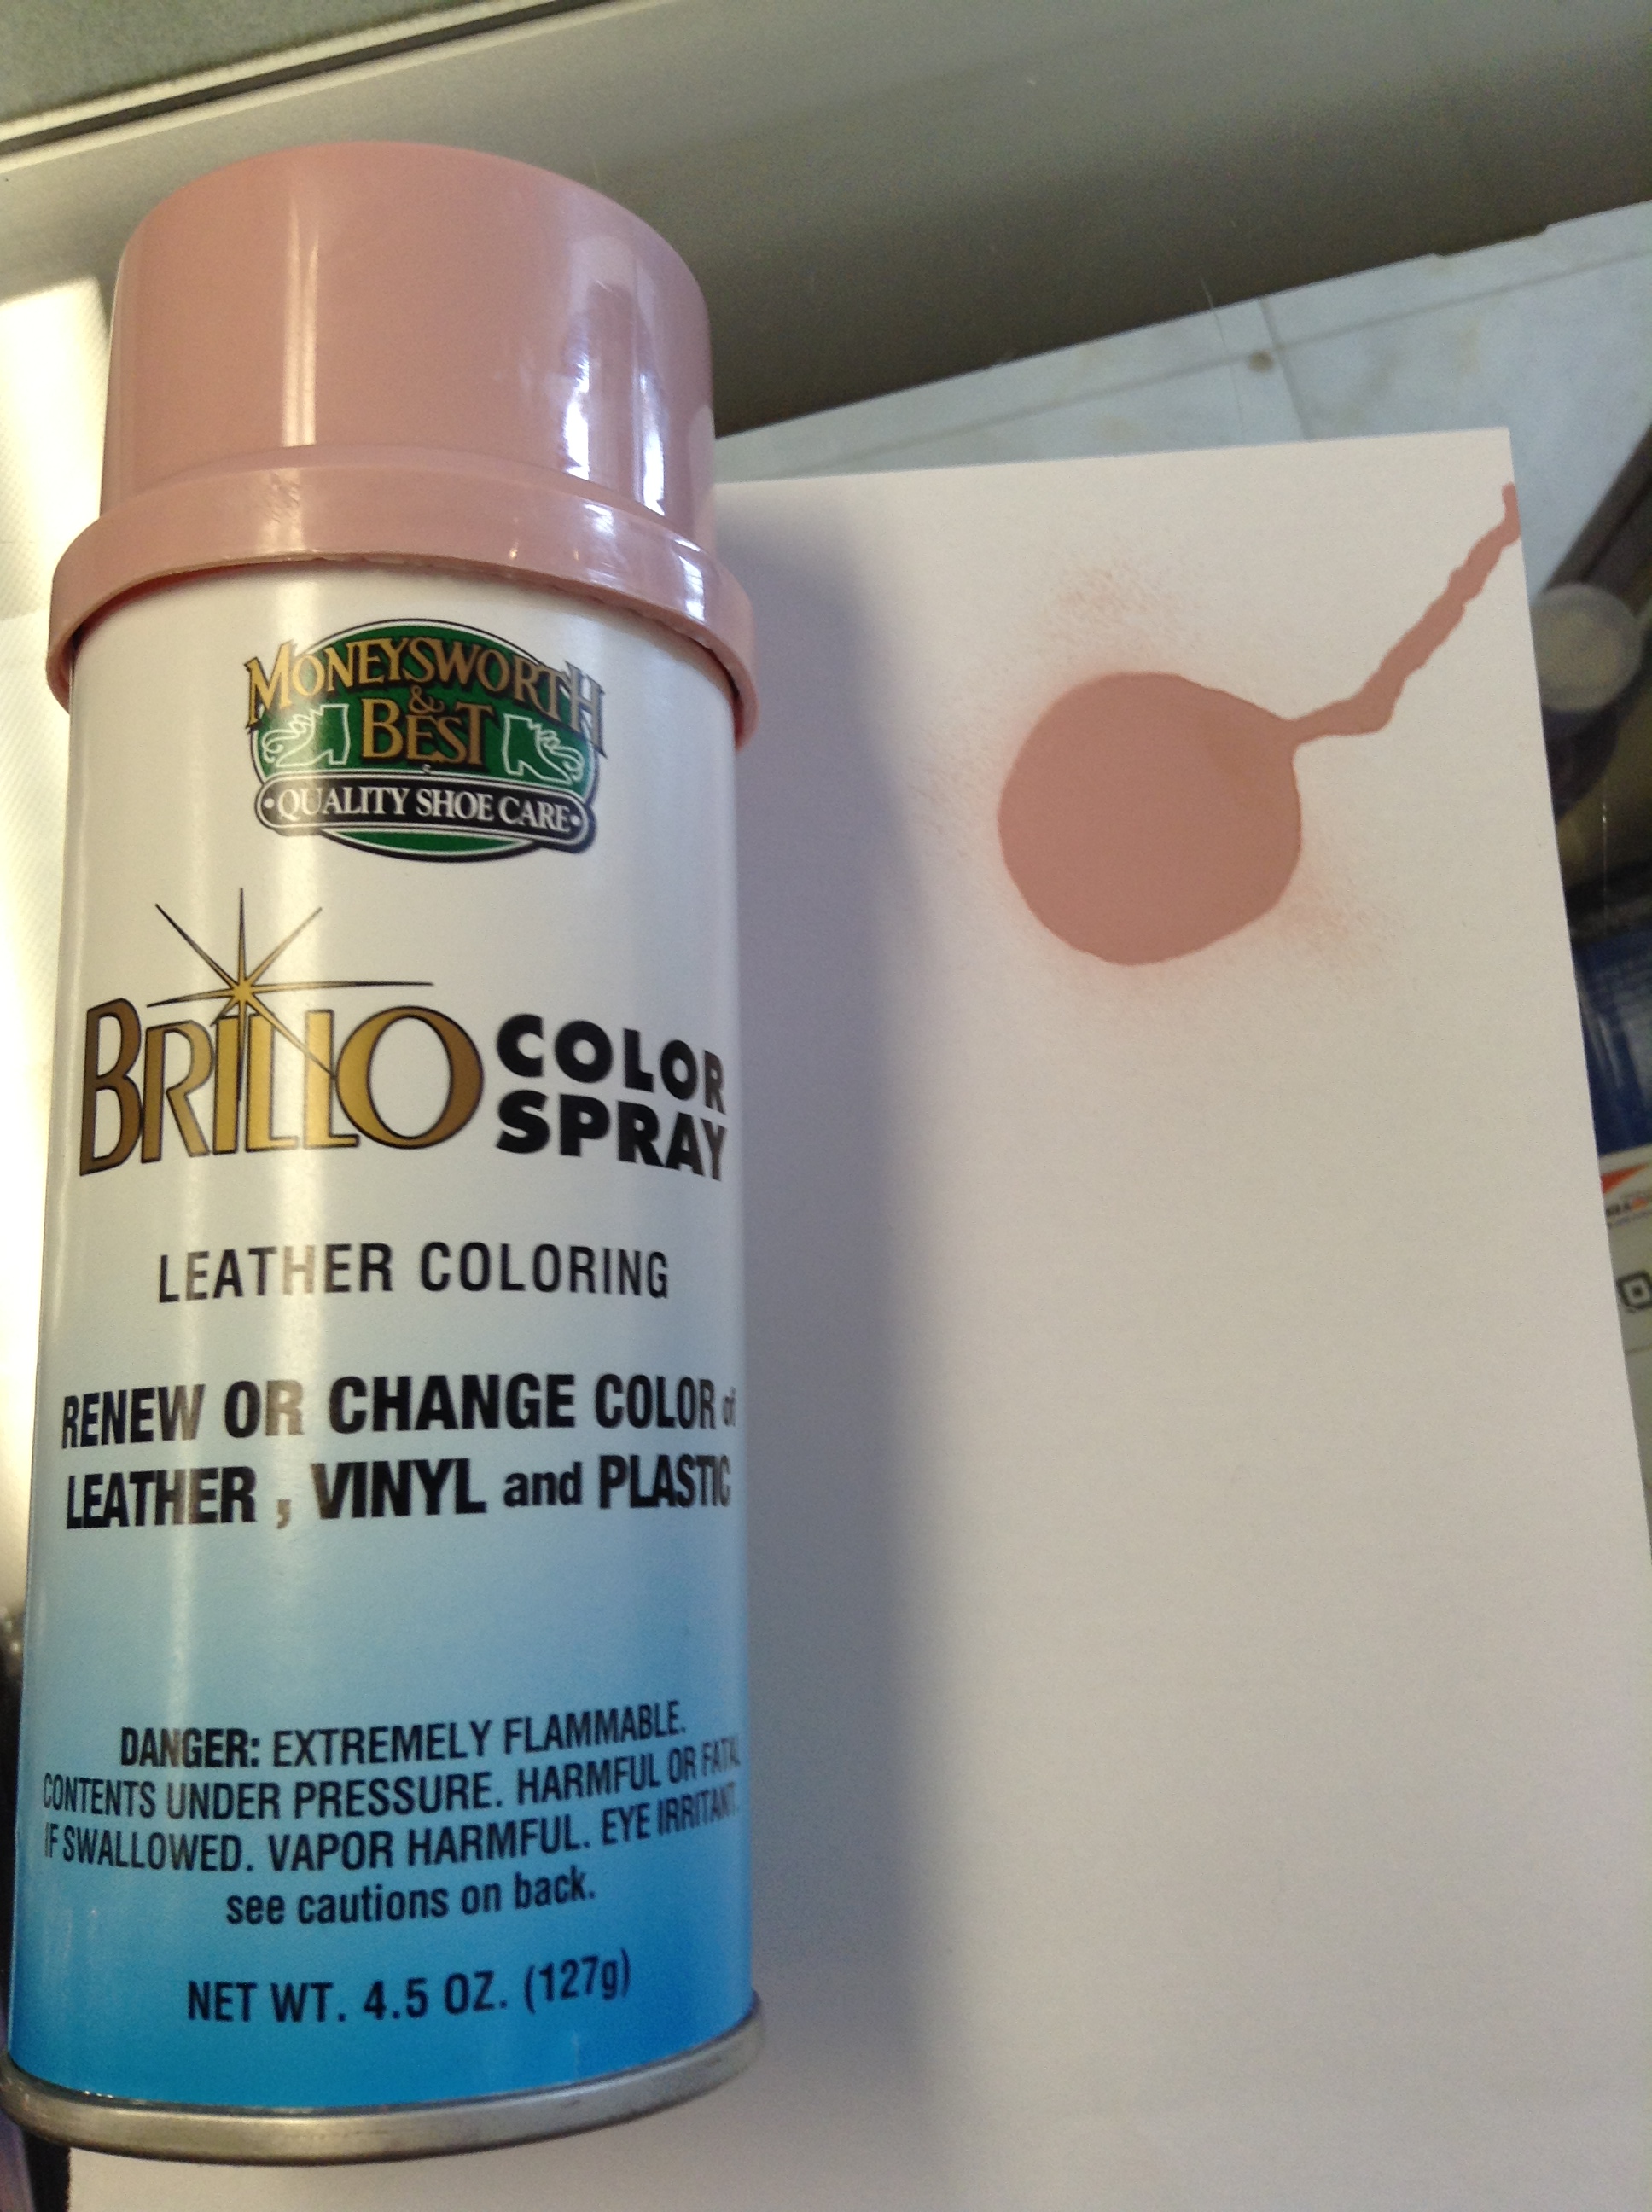 MONEYSWORTH
&
BEST
•QUALITY SHOE CARE•
BRILLO COLOR
SPRAY
LEATHER COLORING
RENEW OR CHANGE COLOR of
LEATHER , VINYL and PLASTIC
DANGER: EXTREMELY FLAMMABLE.
CONTENTS UNDER PRESSURE. HARMFUL OR FATAL
IF SWALLOWED. VAPOR HARMFUL. EYE IRRITANT.
see cautions on back.
NET WT. 4.5 OZ. (127g)